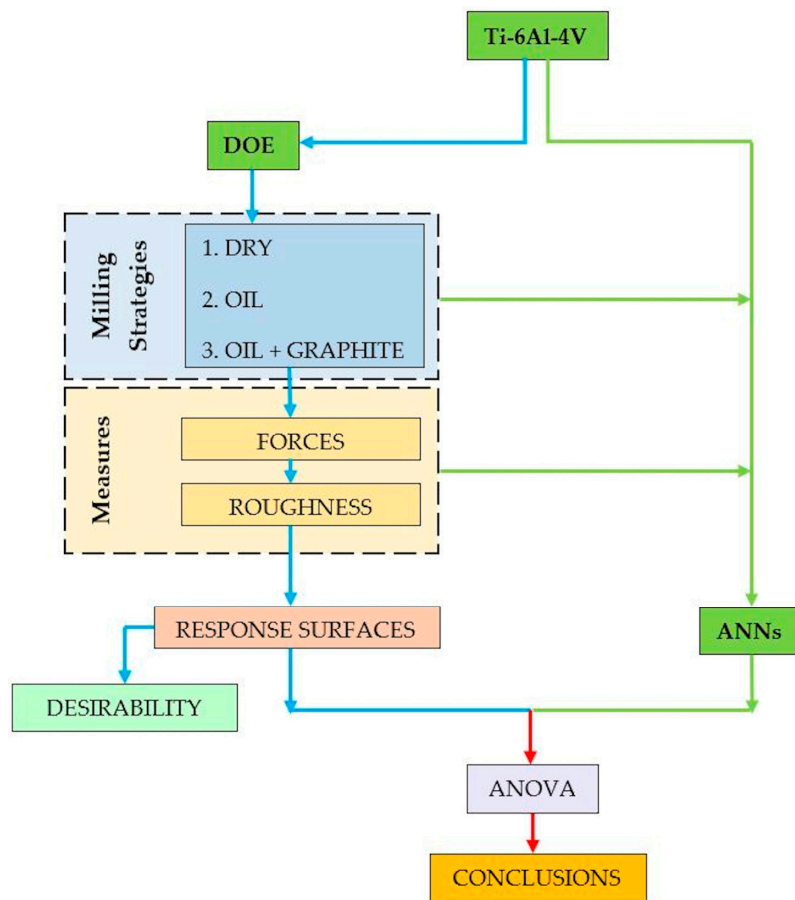 Ti-6Al-4V
DOE
Milling
Strategies
1. DRY
2. OIL
3. OIL + GRAPHITE
Measures
FORCES
ROUGHNESS
RESPONSE SURFACES
ANNs
DESIRABILITY
ANOVA
CONCLUSIONS